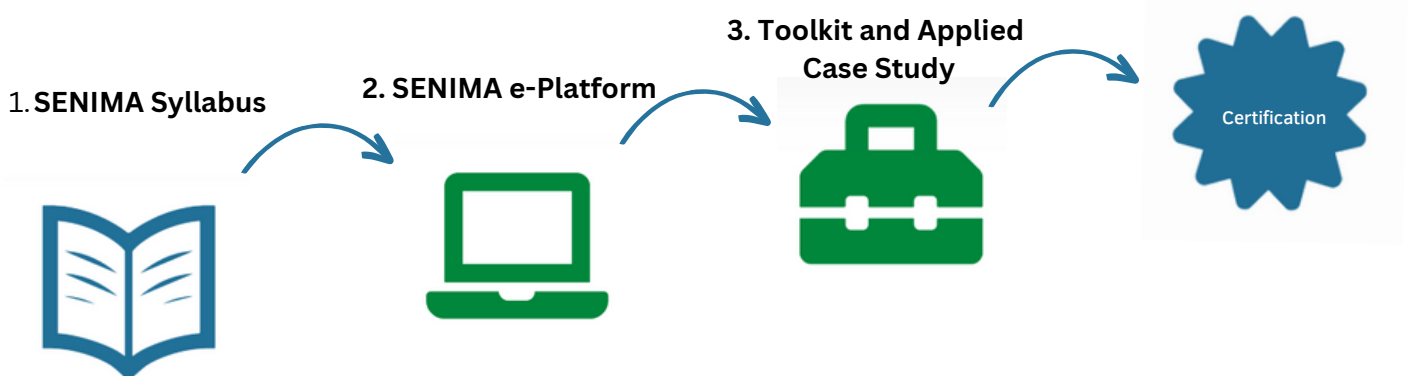 1. SENIMA Syllabus
2. SENIMA e-Platform
3. Toolkit and Applied
Case Study
Certification